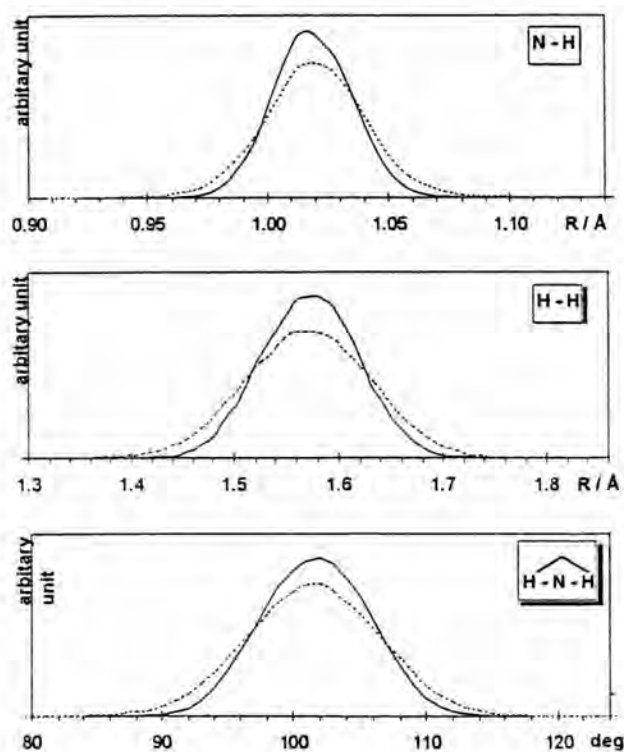 arbitary unit
N-H
0.90 0.95 1.00 1.05 1.10 R / Å
arbitary unit
H-H
1.3 1.4 1.5 1.6 1.7 1.8 R / Å
arbitary
unit
H-N-H
80 90 100 110 120 deg